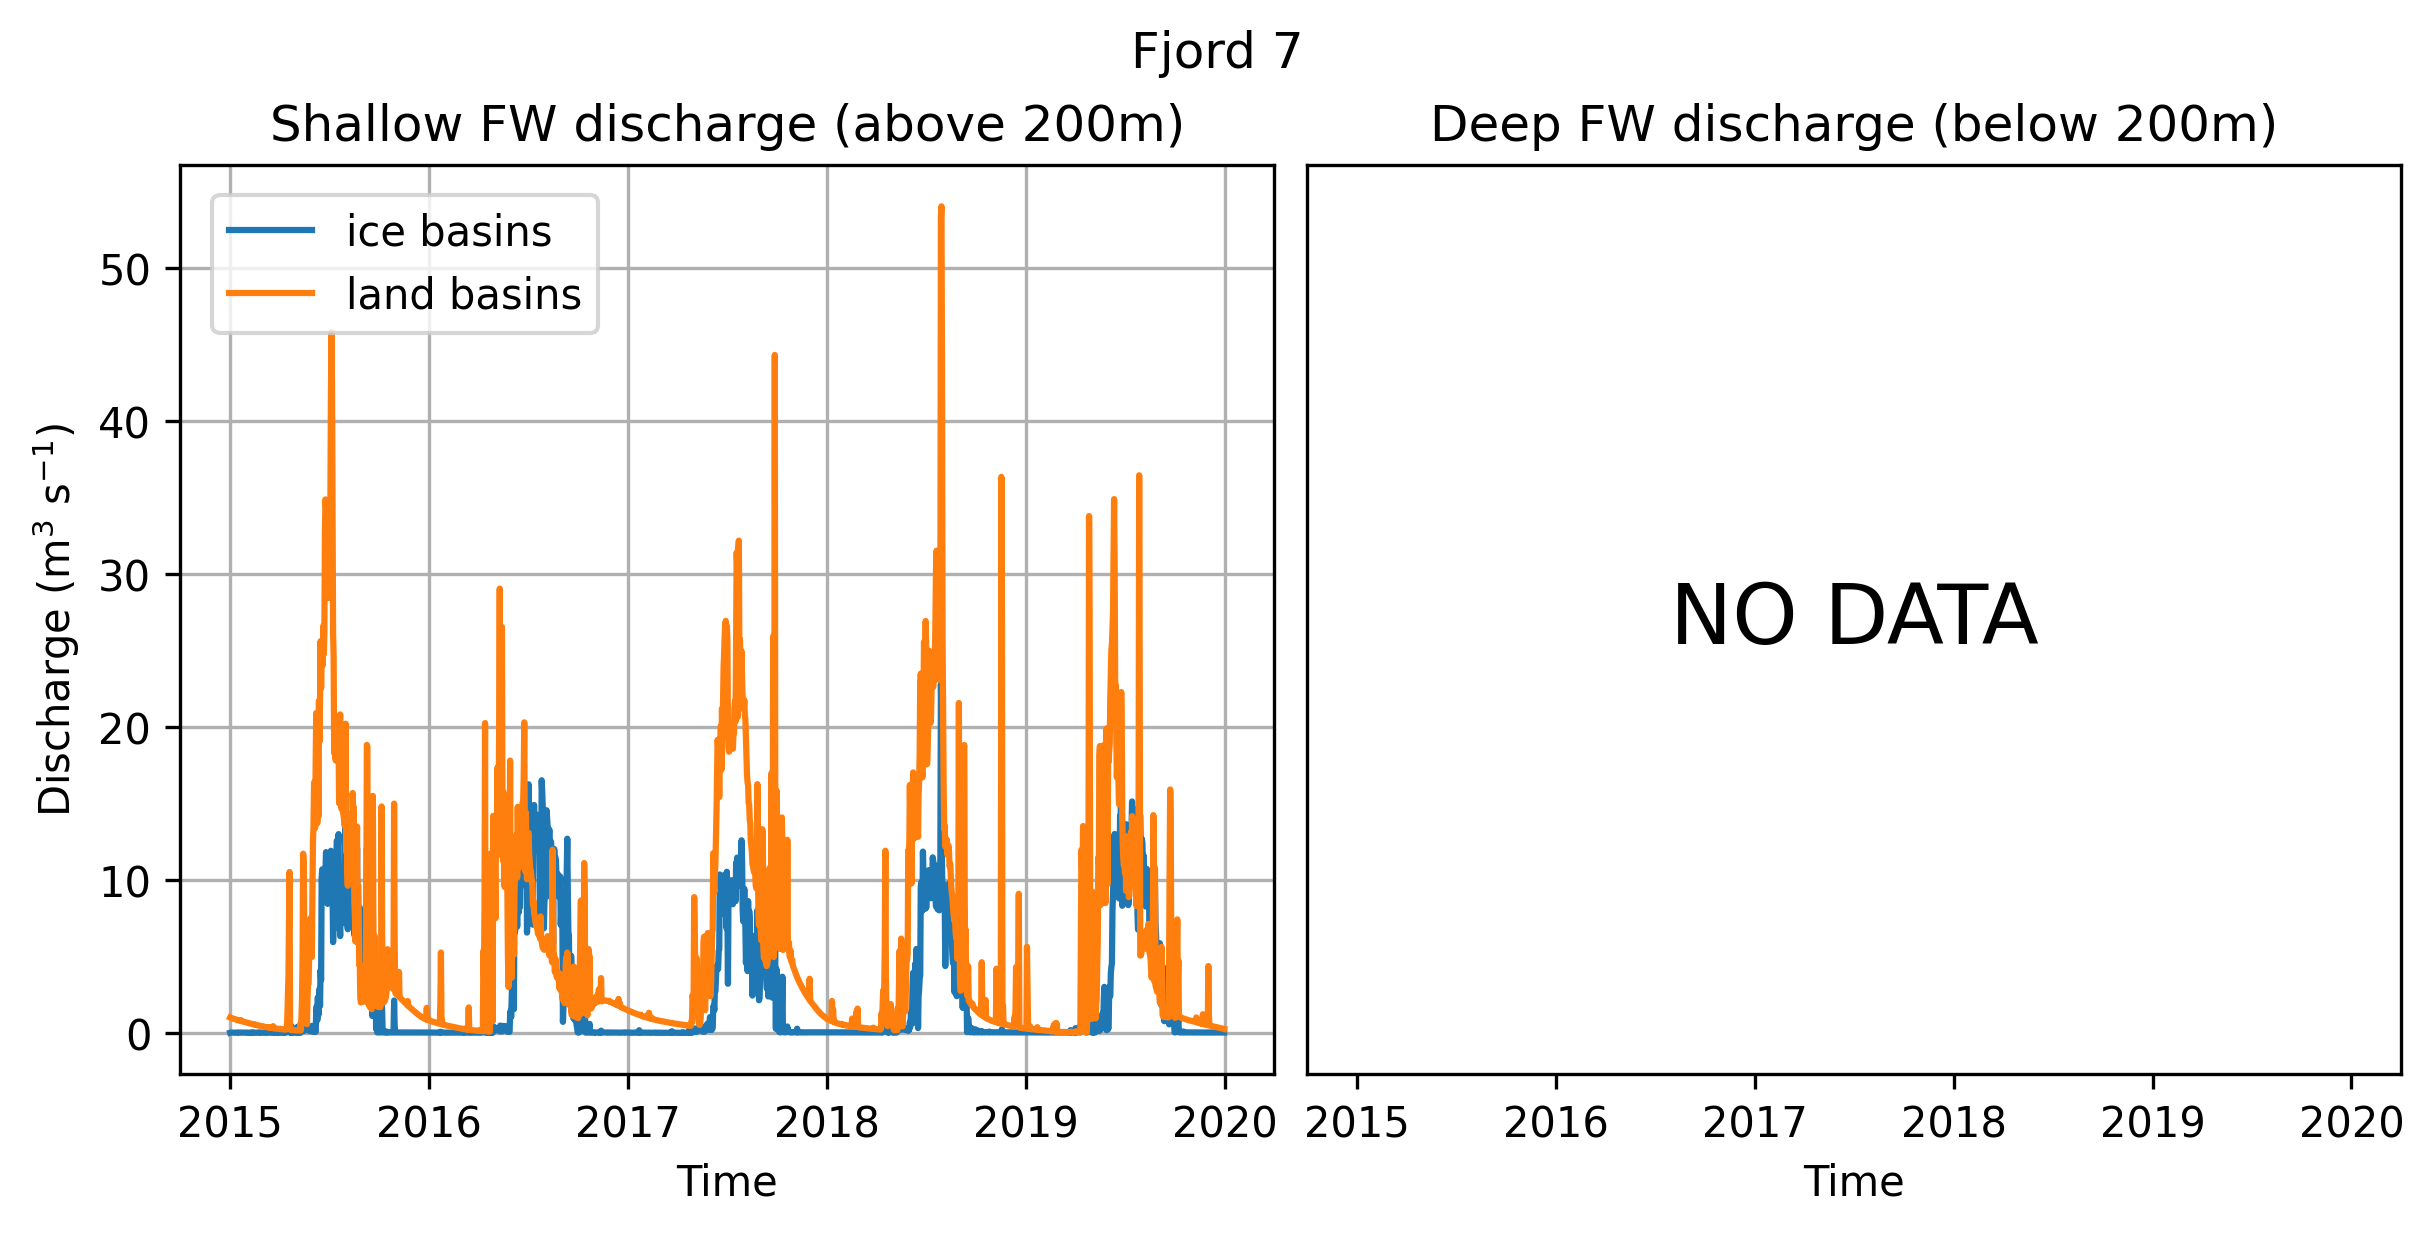 Fjord 7
Shallow FW discharge (above 200m)
Deep FW discharge (below 200m)
ice basins
land basins
50
40
30
20
10
0
Discharge (m³ s⁻¹)
NO DATA
2015 2016 2017 2018 2019 2020
2015 2016 2017 2018 2019 2020
Time
Time